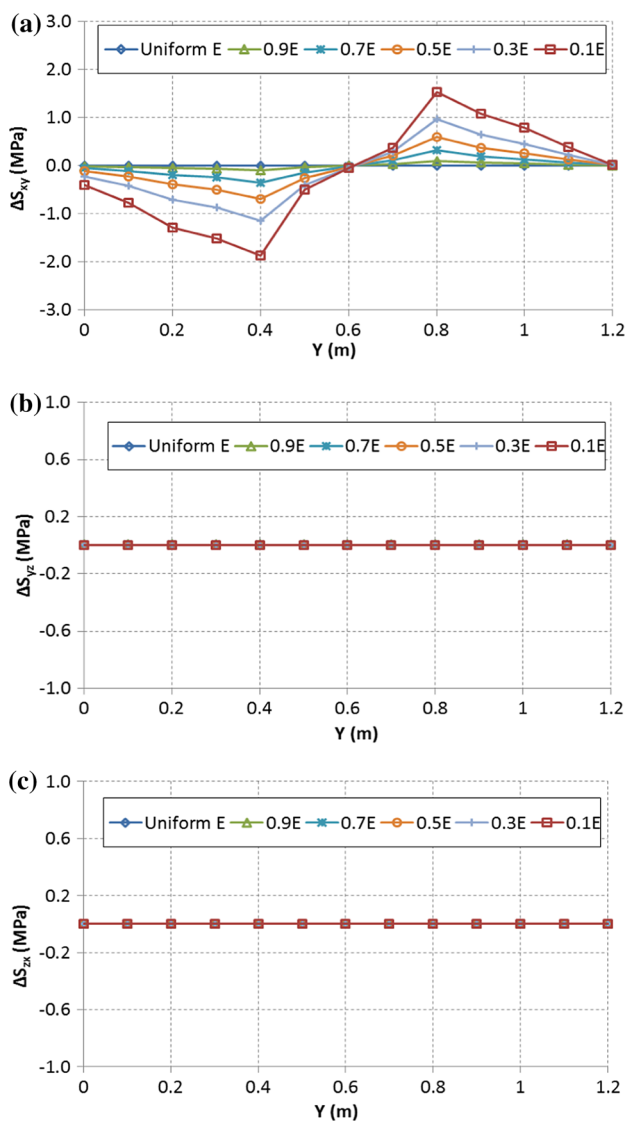 (a)
ΔSxy (MPa)
3.0
2.0
1.0
0.0
-1.0
-2.0
-3.0
Uniform E 0.9E 0.7E 0.5E 0.3E 0.1E
0 0.2 0.4 0.6 0.8 1 1.2
Y (m)
(b)
ΔSyz (MPa)
1.0
0.6
0.2
-0.2
-0.6
-1.0
Uniform E 0.9E 0.7E 0.5E 0.3E 0.1E
0 0.2 0.4 0.6 0.8 1 1.2
Y (m)
(c)
ΔSzx (MPa)
1.0
0.6
0.2
-0.2
-0.6
-1.0
Uniform E 0.9E 0.7E 0.5E 0.3E 0.1E
0 0.2 0.4 0.6 0.8 1 1.2
Y (m)